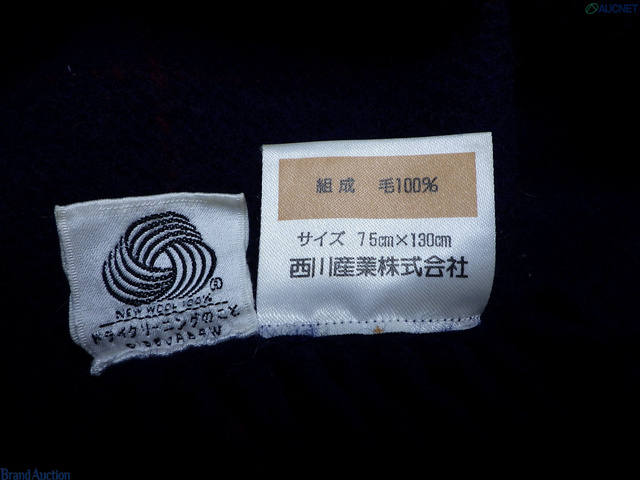 AUCNET
組成 毛100%
サイズ 75cm×130cm
西川産業株式会社
®
NEW WOOL 100%
ドライクリーニングのこと
Brand Auction